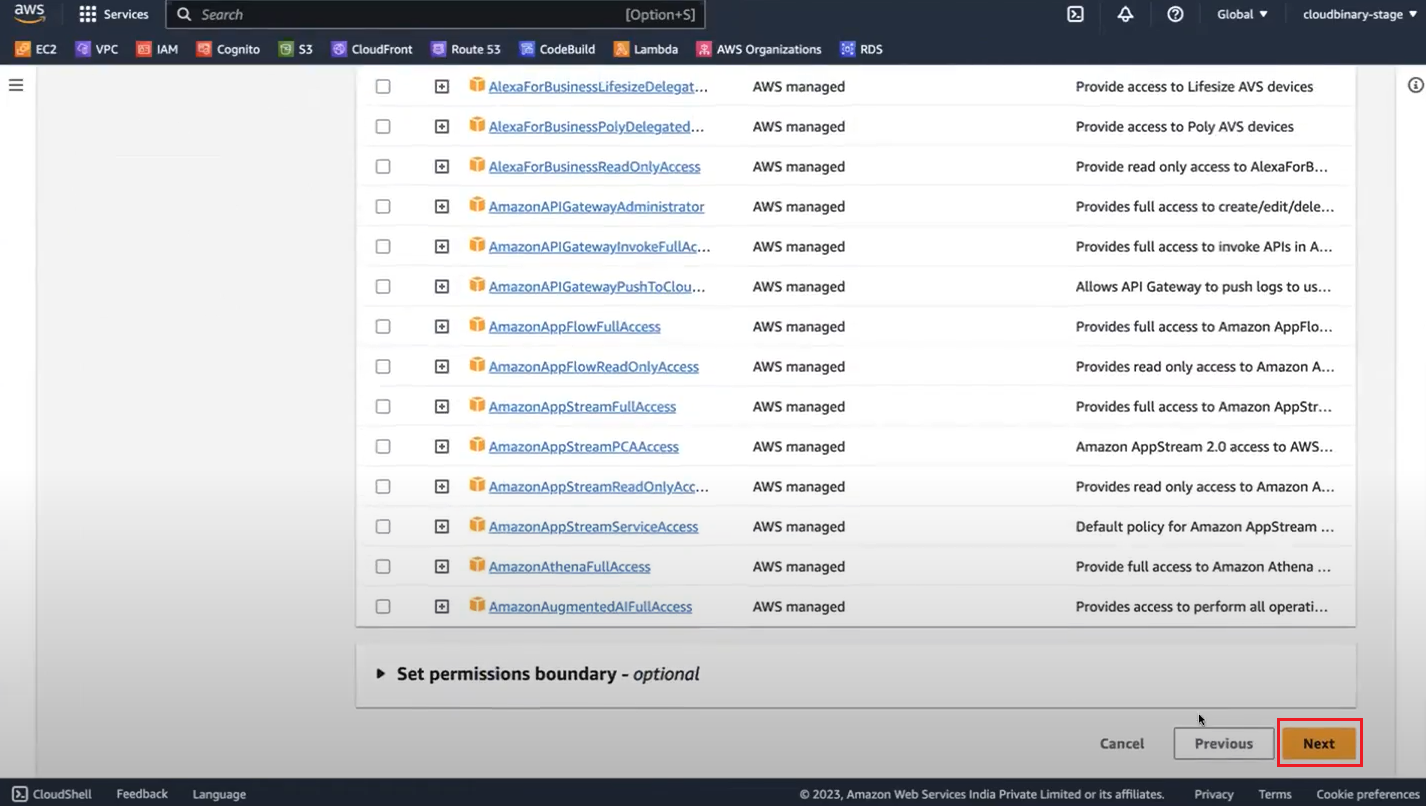 aws
Services
Search
[Option+S]
Global
cloudbinary-stage
EC2
VPC
IAM
Cognito
S3
CloudFront
Route 53
CodeBuild
Lambda
AWS Organizations
RDS
AlexaForBusinessLifesizeDelegat... AWS managed Provide access to Lifesize AVS devices
AlexaForBusinessPolyDelegated... AWS managed Provide access to Poly AVS devices
AlexaForBusinessReadOnlyAccess AWS managed Provide read only access to AlexaForB...
AmazonAPIGatewayAdministrator AWS managed Provides full access to create/edit/dele...
AmazonAPIGatewayInvokeFullAc... AWS managed Provides full access to invoke APIs in A...
AmazonAPIGatewayPushToClou... AWS managed Allows API Gateway to push logs to us...
AmazonAppFlowFullAccess AWS managed Provides full access to Amazon AppFlo...
AmazonAppFlowReadOnlyAccess AWS managed Provides read only access to Amazon A...
AmazonAppStreamFullAccess AWS managed Provides full access to Amazon AppStr...
AmazonAppStreamPCAAccess AWS managed Amazon AppStream 2.0 access to AWS...
AmazonAppStreamReadOnlyAcc... AWS managed Provides read only access to Amazon A...
AmazonAppStreamServiceAccess AWS managed Default policy for Amazon AppStream ...
AmazonAthenaFullAccess AWS managed Provide full access to Amazon Athena ...
AmazonAugmentedAIFullAccess AWS managed Provides access to perform all operati...
Set permissions boundary - optional
Cancel
Previous
Next
CloudShell
Feedback
Language
© 2023, Amazon Web Services India Private Limited or its affiliates.
Privacy
Terms
Cookie preferences